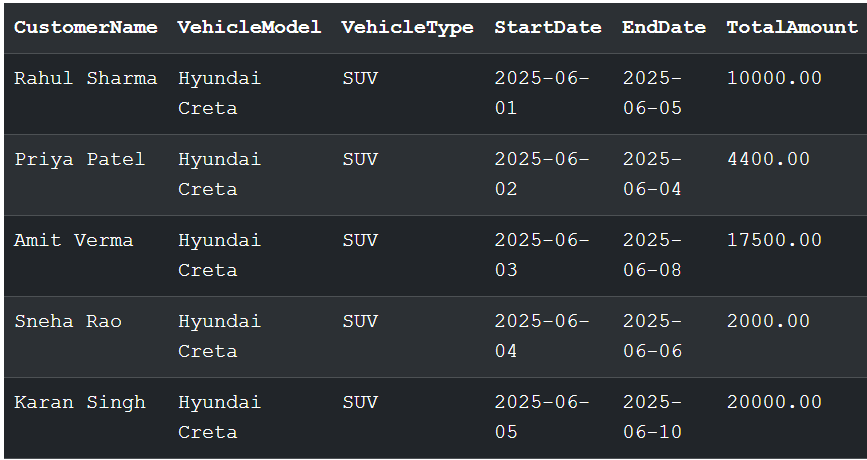 CustomerName VehicleModel VehicleType StartDate EndDate TotalAmount
Rahul Sharma Hyundai SUV 2025-06- 2025- 10000.00
Creta 01 06-05
Priya Patel Hyundai SUV 2025-06- 2025- 4400.00
Creta 02 06-04
Amit Verma Hyundai SUV 2025-06- 2025- 17500.00
Creta 03 06-08
Sneha Rao Hyundai SUV 2025-06- 2025- 2000.00
Creta 04 06-06
Karan Singh Hyundai SUV 2025-06- 2025- 20000.00
Creta 05 06-10